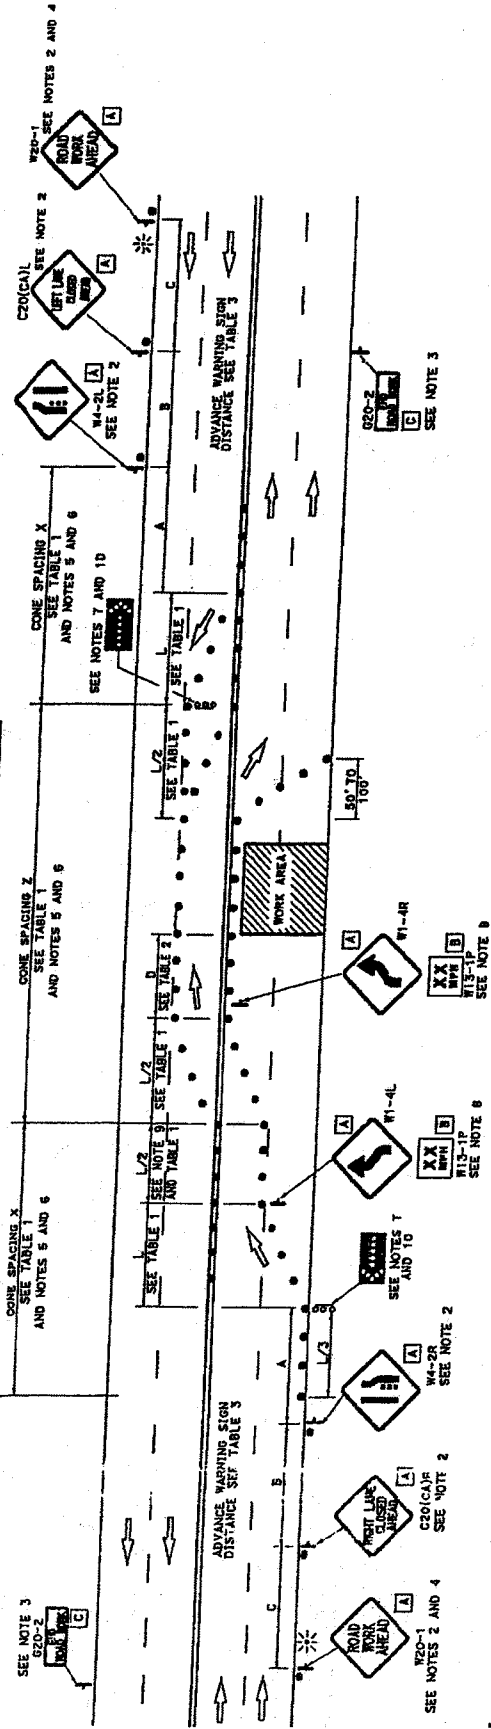 W20-1
SEE NOTES 2 AND 4
ROAD
WORK
AHEAD
A
C20(CA)L
SEE NOTE 2
LEFT LANE
CLOSED
AHEAD
A
W4-2L
SEE NOTE 2
A
CONE SPACING X
SEE TABLE 1
AND NOTES 5 AND 6
SEE NOTES 7 AND 10
CONE SPACING Z
SEE TABLE 1
AND NOTES 5 AND 6
CONE SPACING X
SEE TABLE 1
AND NOTES 5 AND 6
SEE NOTE 3
G20-2
ROAD WORK
C
C
B
A
ADVANCE WARNING SIGN
DISTANCE SEE TABLE 3
L
SEE TABLE 1
L/2
SEE TABLE 1
D
SEE TABLE 2
L/2
SEE TABLE 1
L/2
SEE NOTE 9
AND TABLE 1
L
SEE TABLE 1
ADVANCE WARNING SIGN
DISTANCE SEE TABLE 3
WORK AREA
50' TO
100'
G20-2
ROAD WORK
C
SEE NOTE 3
A
W1-4R
XX
MPH
B
W13-1P
SEE NOTE 8
A
W1-4L
XX
MPH
B
W13-1P
SEE NOTE 8
SEE NOTES 7
AND 10
A
L/3
B
C
A
W4-2R
SEE NOTE 2
RIGHT LANE
CLOSED
AHEAD
A
C20(CA)R
SEE NOTE 2
ROAD
WORK
AHEAD
A
W20-1
SEE NOTES 2 AND 4